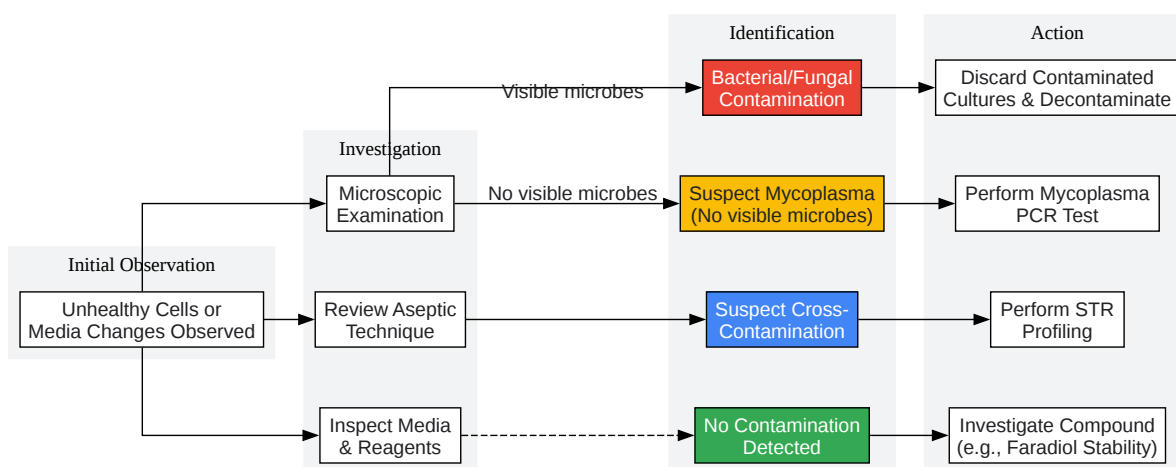 Identification
Action
Bacterial/Fungal
Contamination
Discard Contaminated
Cultures & Decontaminate
Visible microbes
Investigation
Microscopic
Examination
No visible microbes
Suspect Mycoplasma
(No visible microbes)
Perform Mycoplasma
PCR Test
Initial Observation
Unhealthy Cells or
Media Changes Observed
Review Aseptic
Technique
Suspect Cross-
Contamination
Perform STR
Profiling
Inspect Media
& Reagents
No Contamination
Detected
Investigate Compound
(e.g., Faradiol Stability)